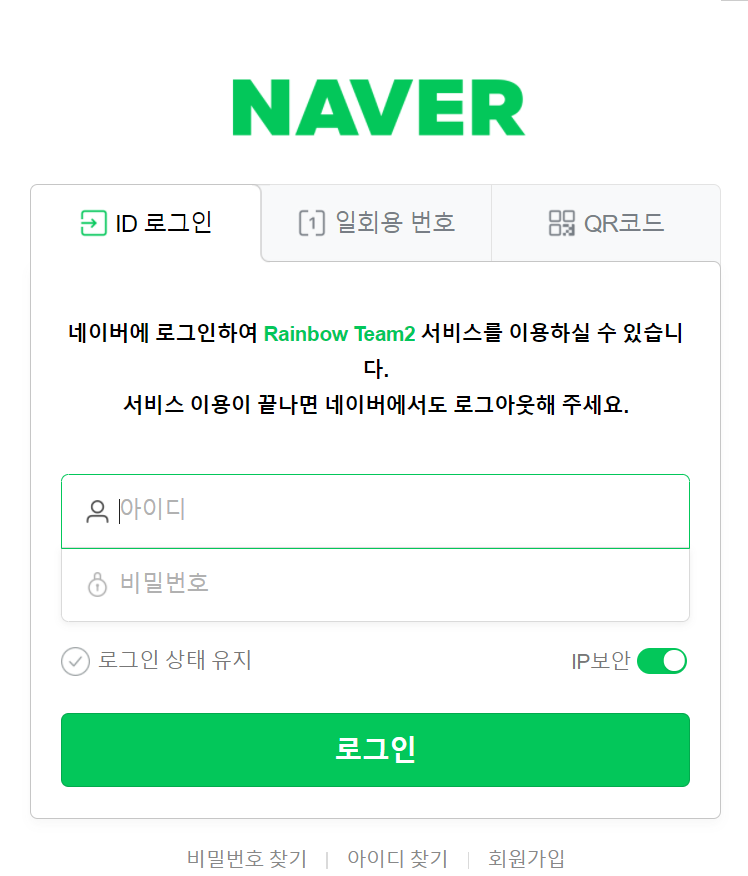 NAVER
ID 로그인
1 일회용 번호
QR코드
네이버에 로그인하여 Rainbow Team2 서비스를 이용하실 수 있습니
다.
서비스 이용이 끝나면 네이버에서도 로그아웃해 주세요.
아이디
비밀번호
로그인 상태 유지
IP보안
로그인
비밀번호 찾기 | 아이디 찾기 | 회원가입